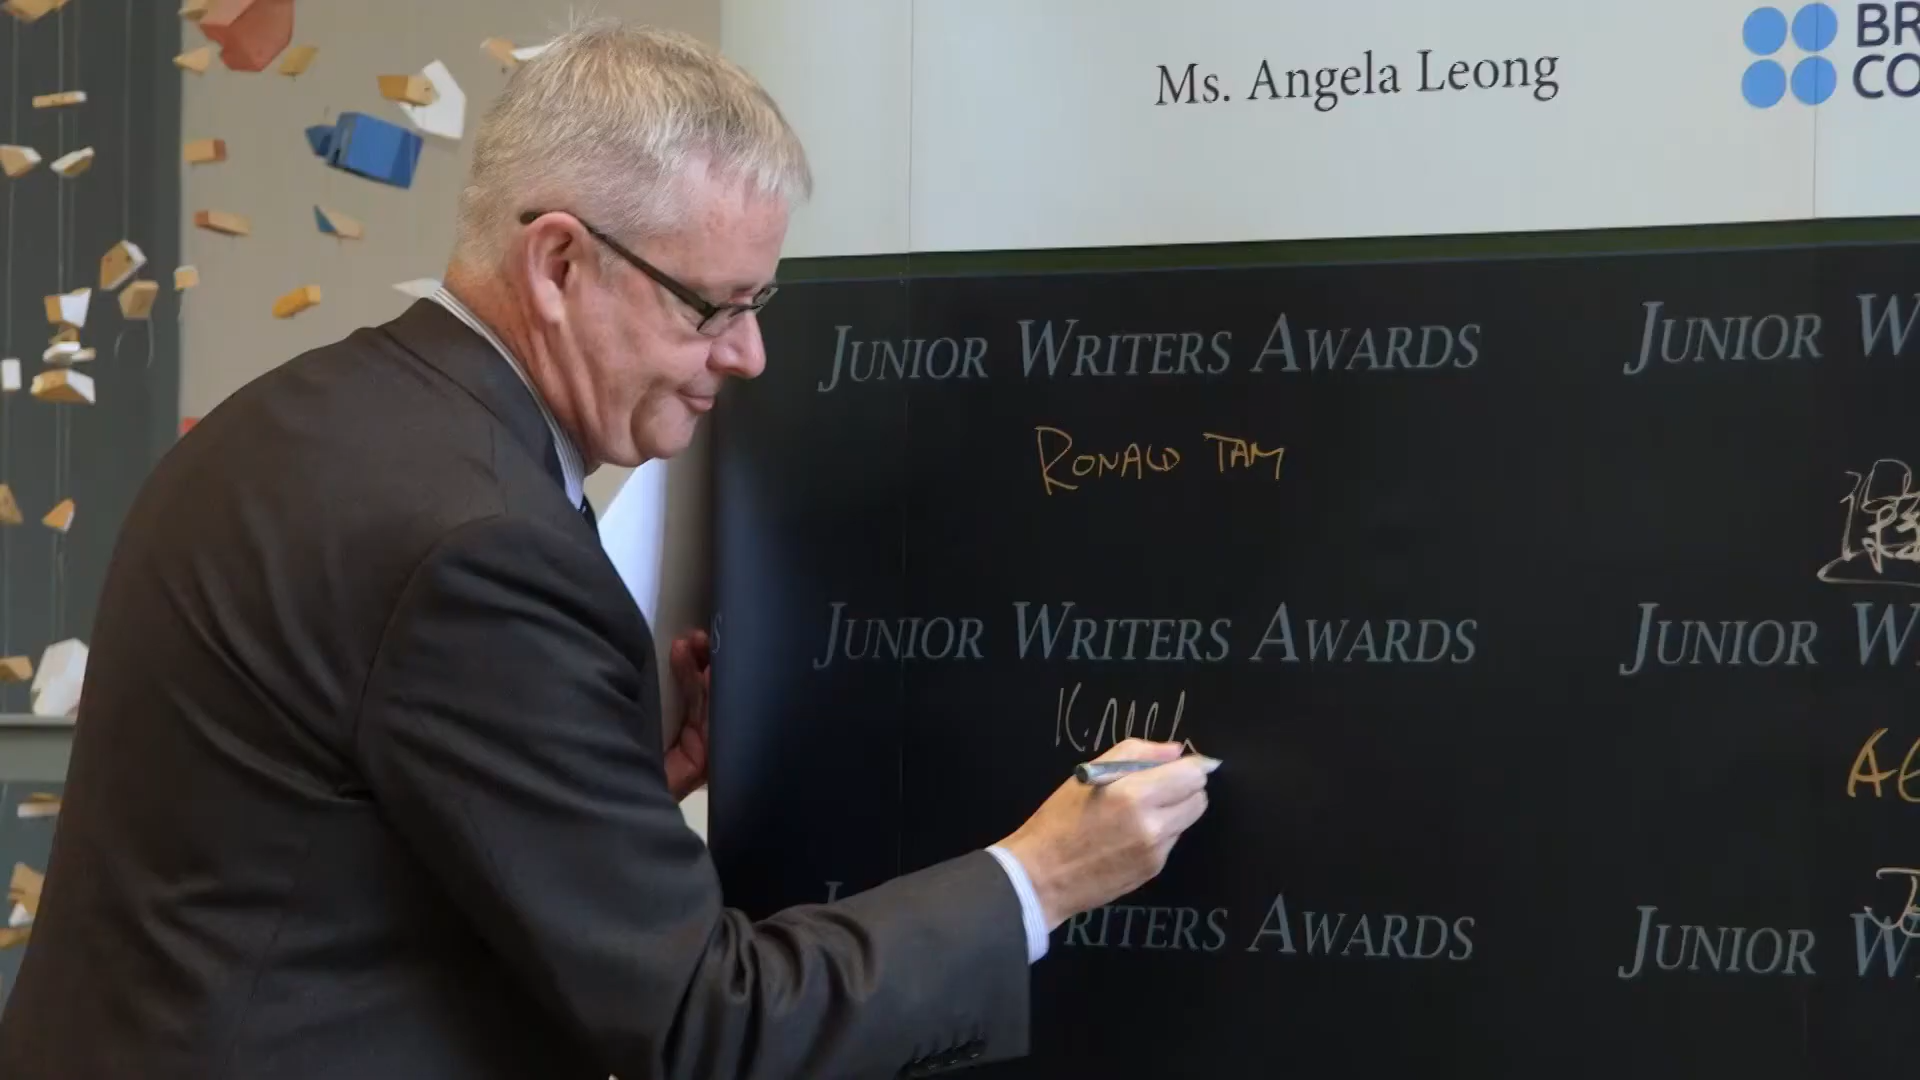 Ms. Angela Leong
BR
CO
JUNIOR WRITERS AWARDS
JUNIOR W
RONALD TAM
JUNIOR WRITERS AWARDS
JUNIOR W
RITERS AWARDS
JUNIOR W